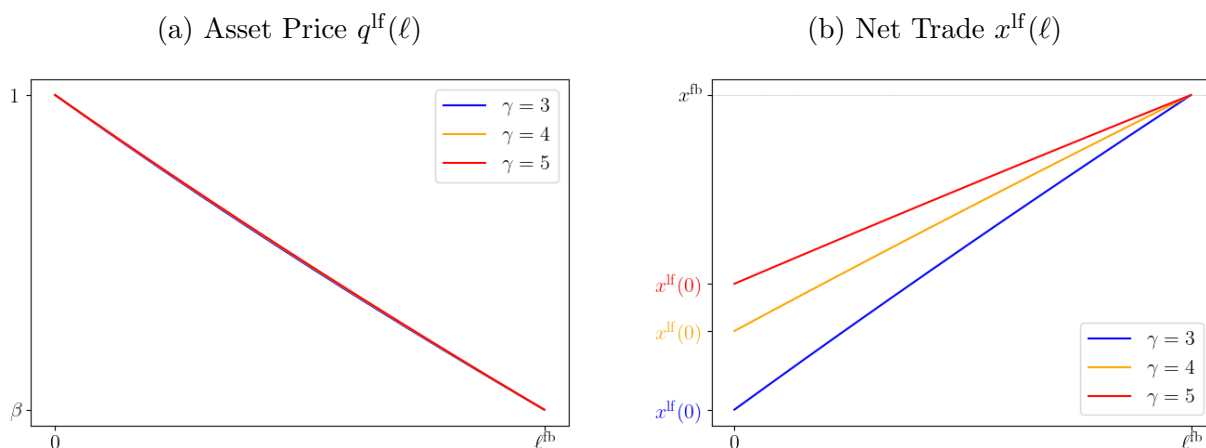 (a) Asset Price q^lf(ℓ)
1
β
0
ℓ^fb
γ = 3
γ = 4
γ = 5
(b) Net Trade x^lf(ℓ)
x^fb
x^lf(0)
x^lf(0)
x^lf(0)
0
ℓ^fb
γ = 3
γ = 4
γ = 5